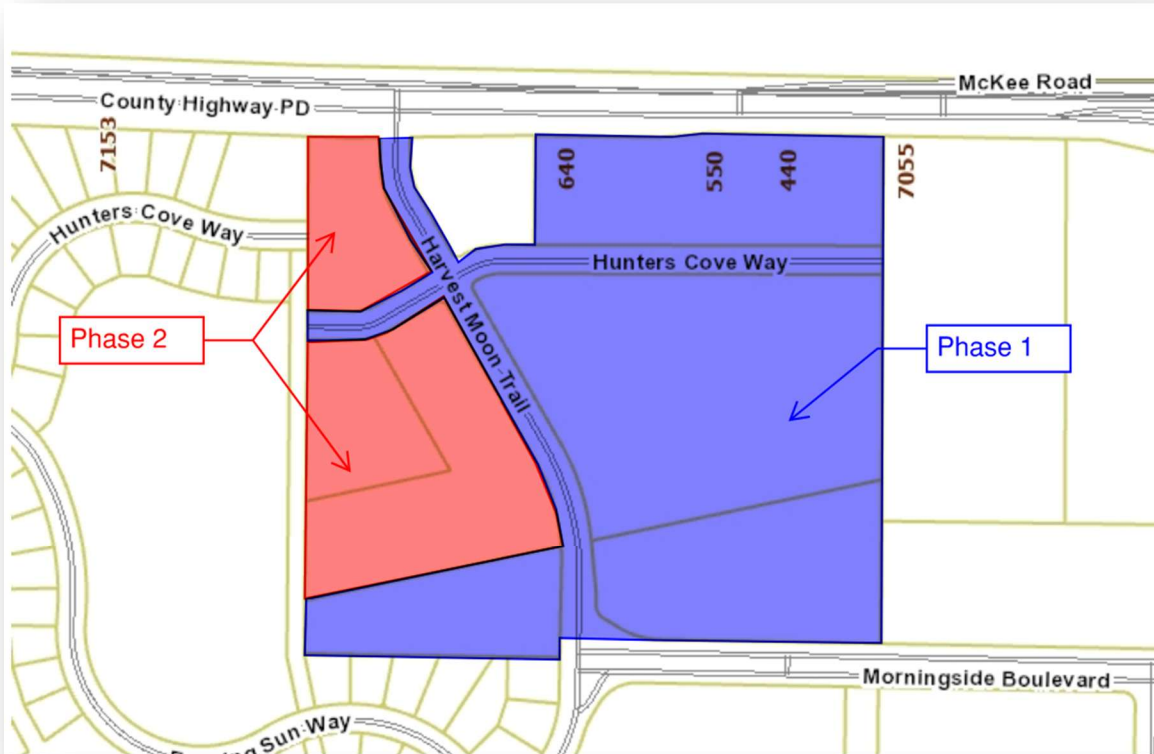 McKee Road
County Highway PD
7153
640
550
440
7055
Hunters Cove Way
Hunters Cove Way
Harvest Moon Trail
Phase 2
Phase 1
Morningside Boulevard
Sun Way